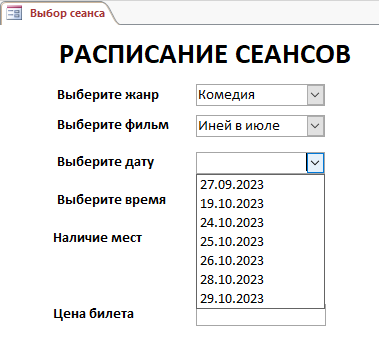 Выбор сеанса
РАСПИСАНИЕ СЕАНСОВ
Выберите жанр Комедия
Выберите фильм Иней в июле
Выберите дату
27.09.2023
Выберите время 19.10.2023
24.10.2023
Наличие мест 25.10.2023
26.10.2023
28.10.2023
29.10.2023
Цена билета